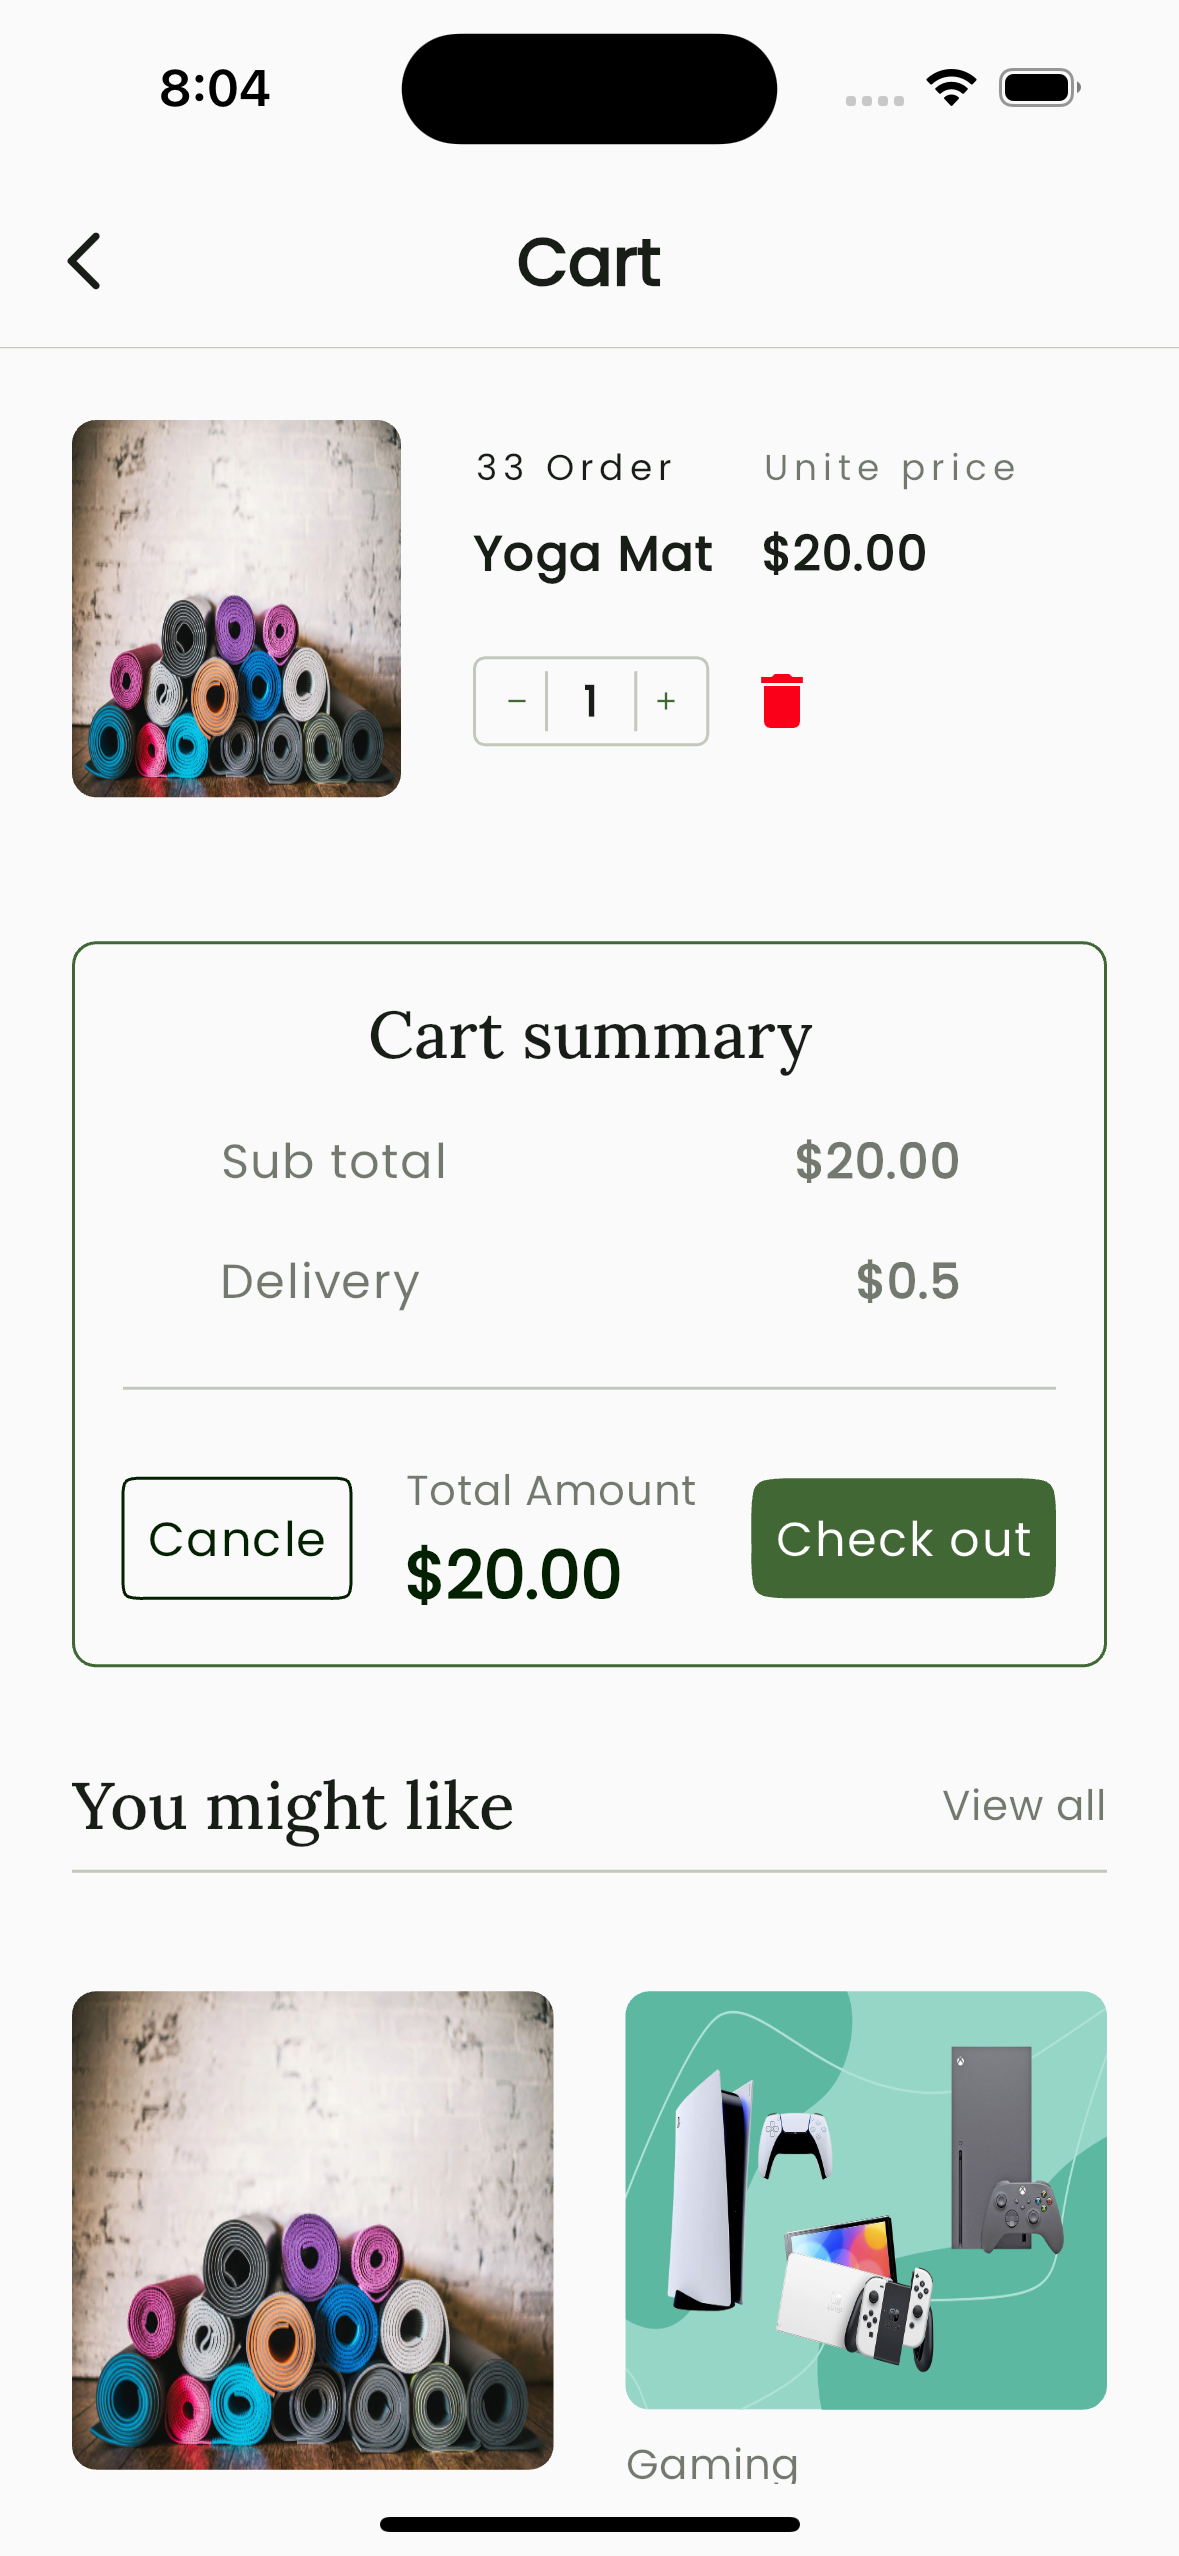 8:04
Cart
33 Order
Unite price
Yoga Mat
$20.00
− 1 +
Cart summary
Sub total
$20.00
Delivery
$0.5
Cancle
Total Amount
$20.00
Check out
You might like
View all
Gaming